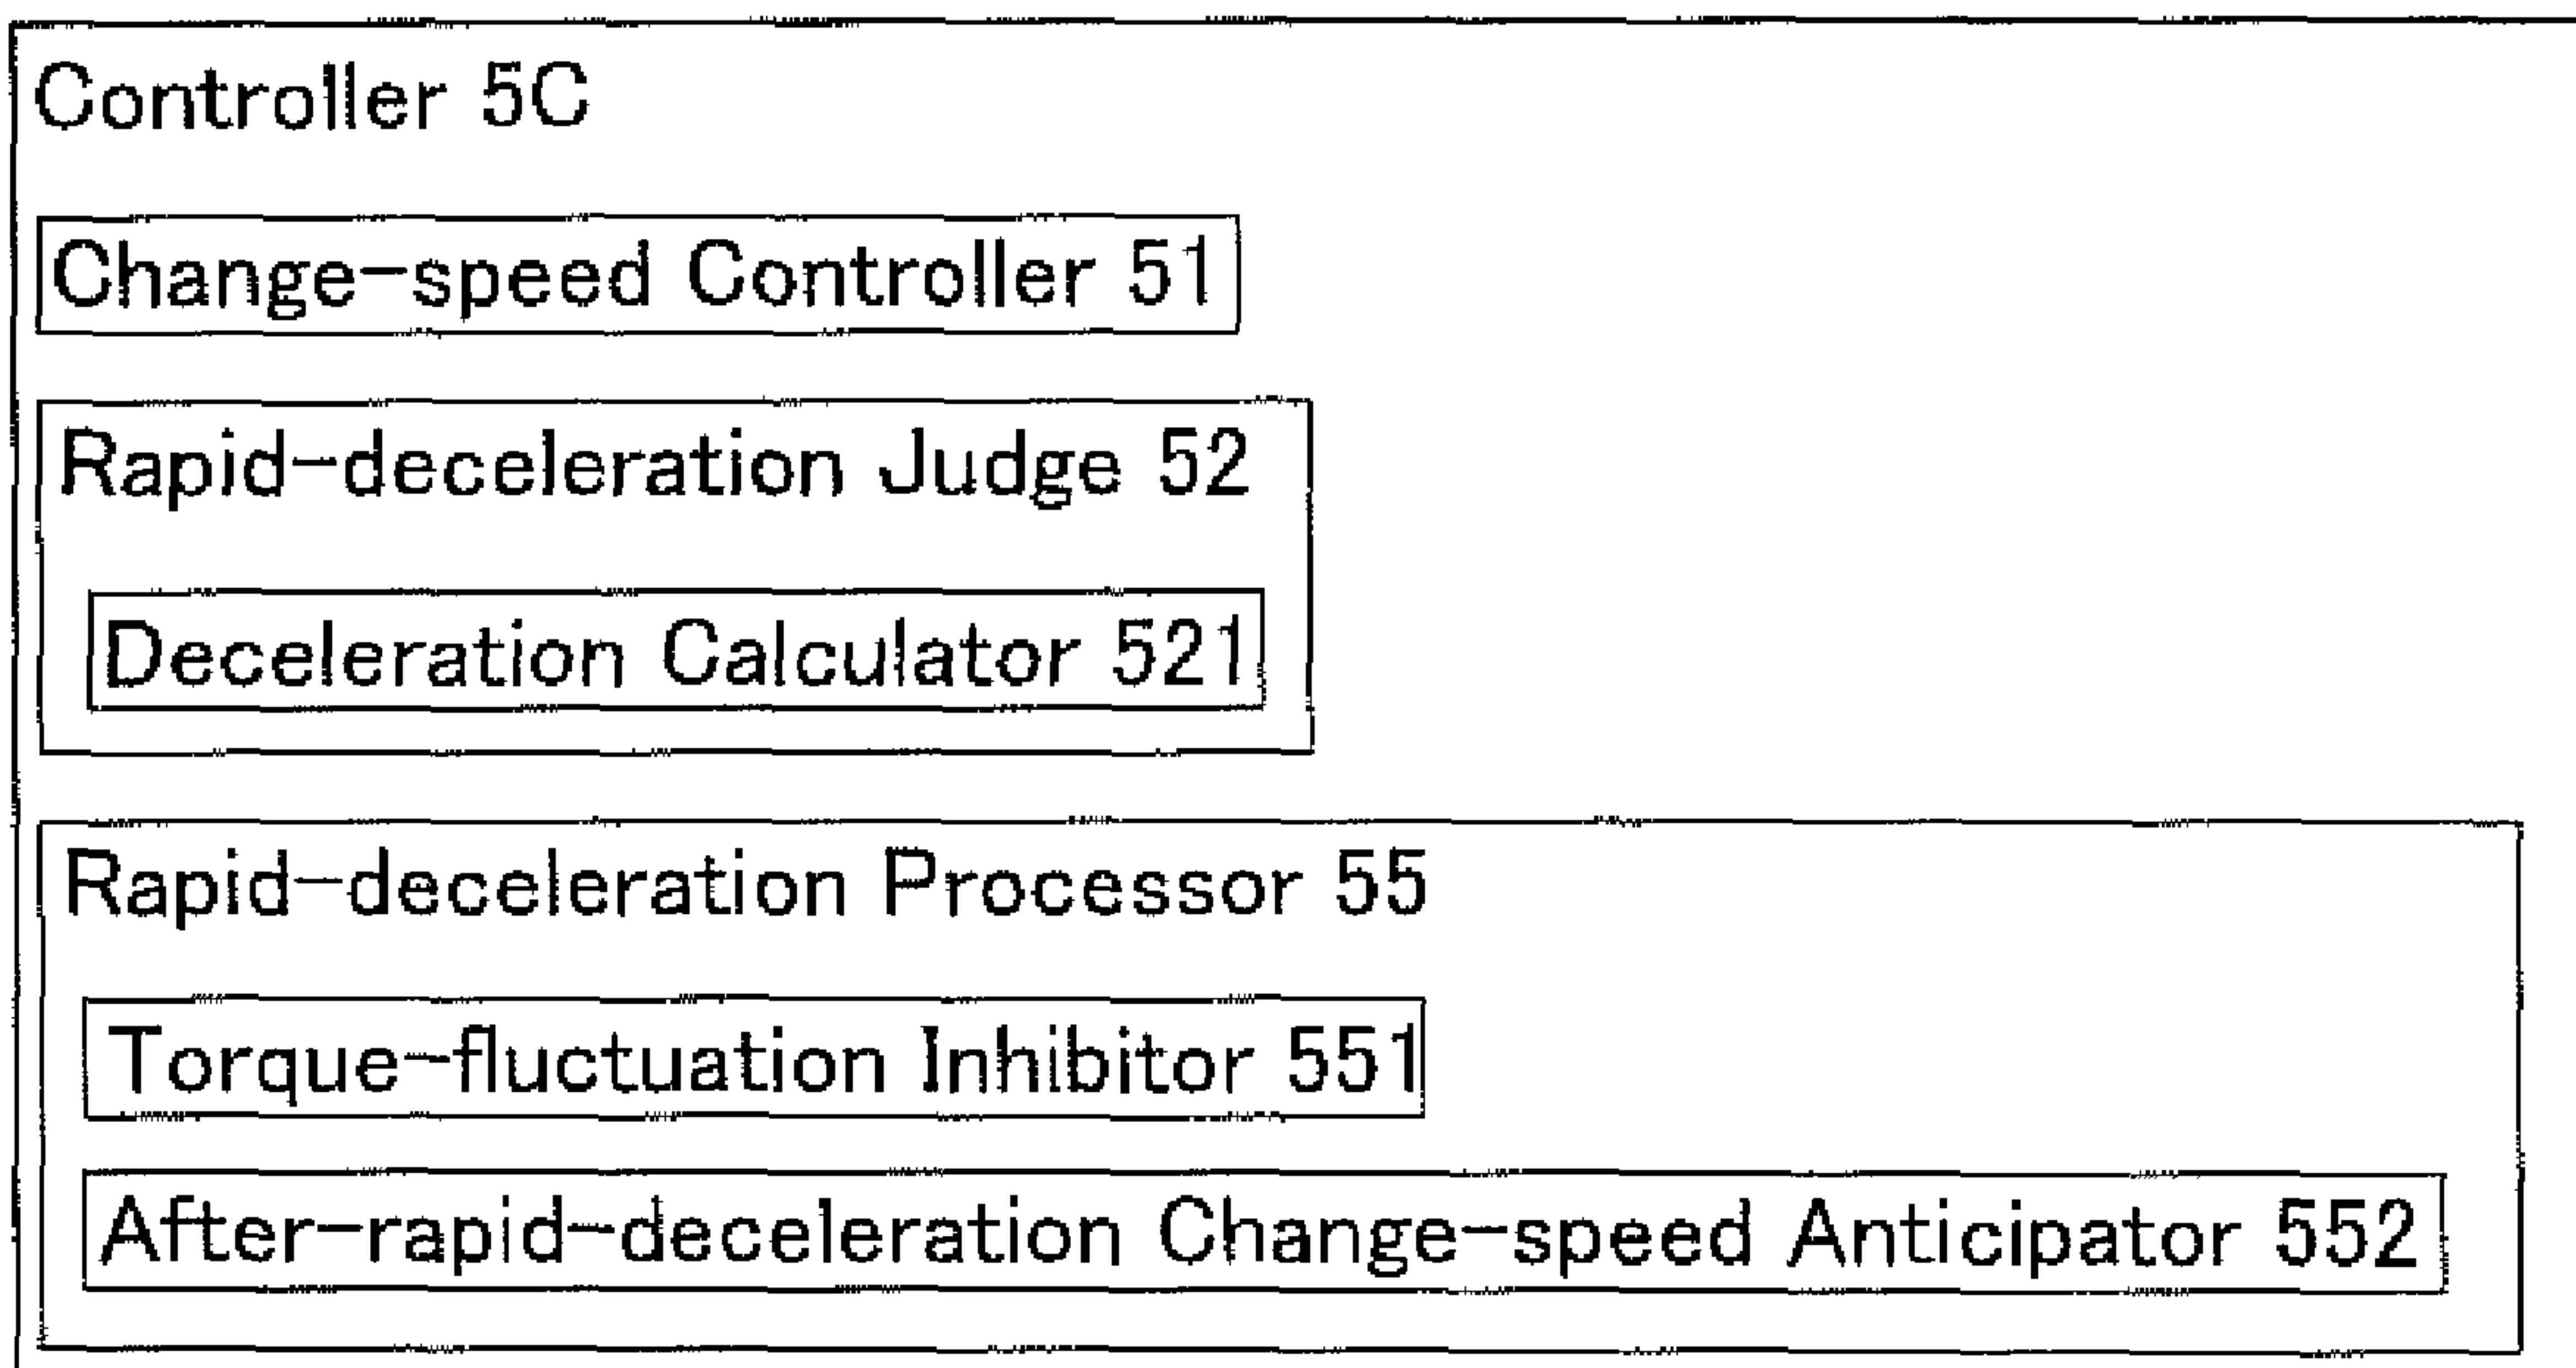 Controller 5C
Change-speed Controller 51
Rapid-deceleration Judge 52
Deceleration Calculator 521
Rapid-deceleration Processor 55
Torque-fluctuation Inhibitor 551
After-rapid-deceleration Change-speed Anticipator 552